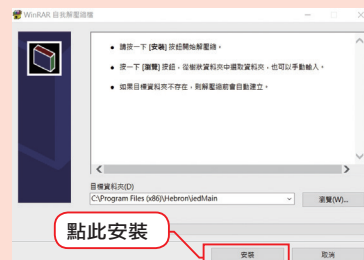 WinRAR 自我解壓縮檔
• 請按一下 [安裝] 按鈕開始解壓縮。
• 按一下 [瀏覽] 按鈕，從樹狀資料夾中選取資料夾，也可以手動輸入。
• 如果目標資料夾不存在，則解壓縮前會自動建立。
目標資料夾(D)
C:\Program Files (x86)\Hebron\iedMain
瀏覽(W)...
點此安裝
安裝
取消